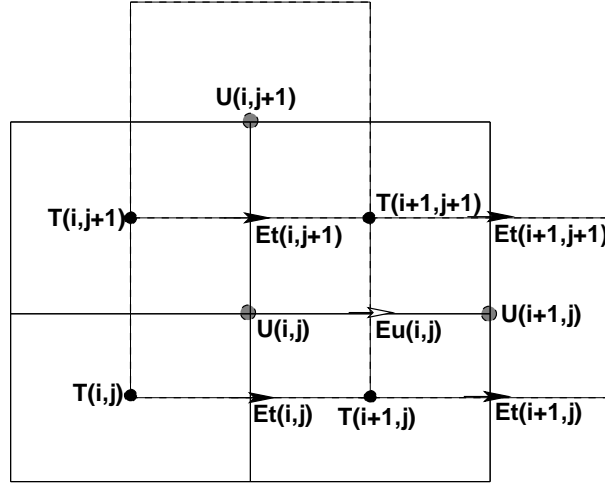 U(i,j+1)
T(i,j+1)
T(i+1,j+1)
Et(i,j+1)
Et(i+1,j+1)
U(i,j)
Eu(i,j)
U(i+1,j)
T(i,j)
Et(i,j)
T(i+1,j)
Et(i+1,j)